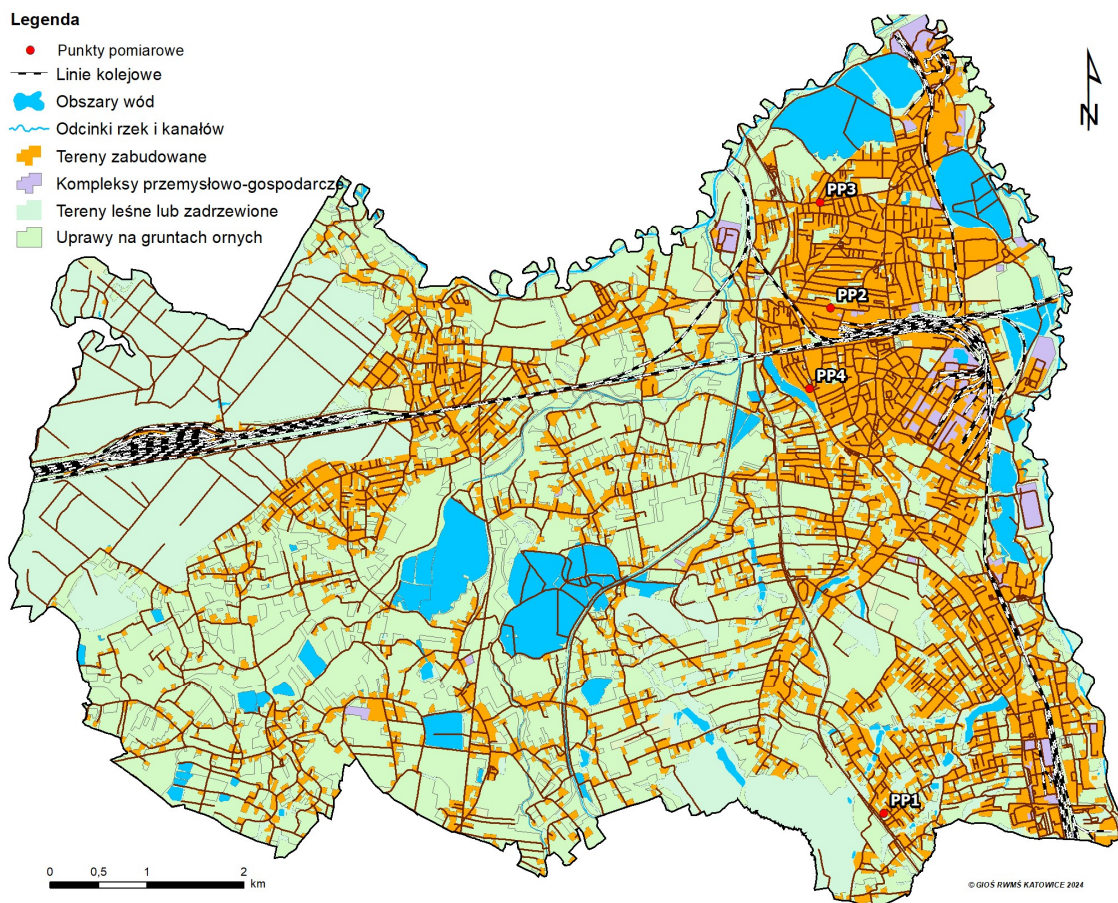 Legenda
Punkty pomiarowe
Linie kolejowe
Obszary wód
Odcinki rzek i kanałów
Tereny zabudowane
Kompleksy przemysłowo-gospodarcze
Tereny leśne lub zadrzewione
Uprawy na gruntach ornych
N
PP3
PP2
PP4
PP1
0 0,5 1 2
km
© GIOŚ RWMŚ KATOWICE 2024